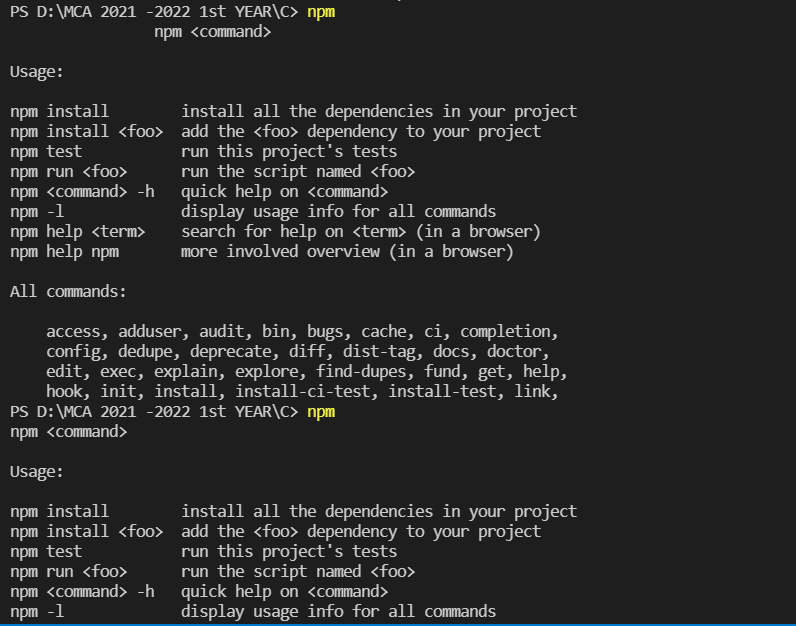 PS D:\MCA 2021 -2022 1st YEAR\C> npm
npm <command>
Usage:
npm install install all the dependencies in your project
npm install <foo> add the <foo> dependency to your project
npm test run this project's tests
npm run <foo> run the script named <foo>
npm <command> -h quick help on <command>
npm -l display usage info for all commands
npm help <term> search for help on <term> (in a browser)
npm help npm more involved overview (in a browser)
All commands:
access, adduser, audit, bin, bugs, cache, ci, completion,
config, dedupe, deprecate, diff, dist-tag, docs, doctor,
edit, exec, explain, explore, find-dupes, fund, get, help,
hook, init, install, install-ci-test, install-test, link,
PS D:\MCA 2021 -2022 1st YEAR\C> npm
npm <command>
Usage:
npm install install all the dependencies in your project
npm install <foo> add the <foo> dependency to your project
npm test run this project's tests
npm run <foo> run the script named <foo>
npm <command> -h quick help on <command>
npm -l display usage info for all commands